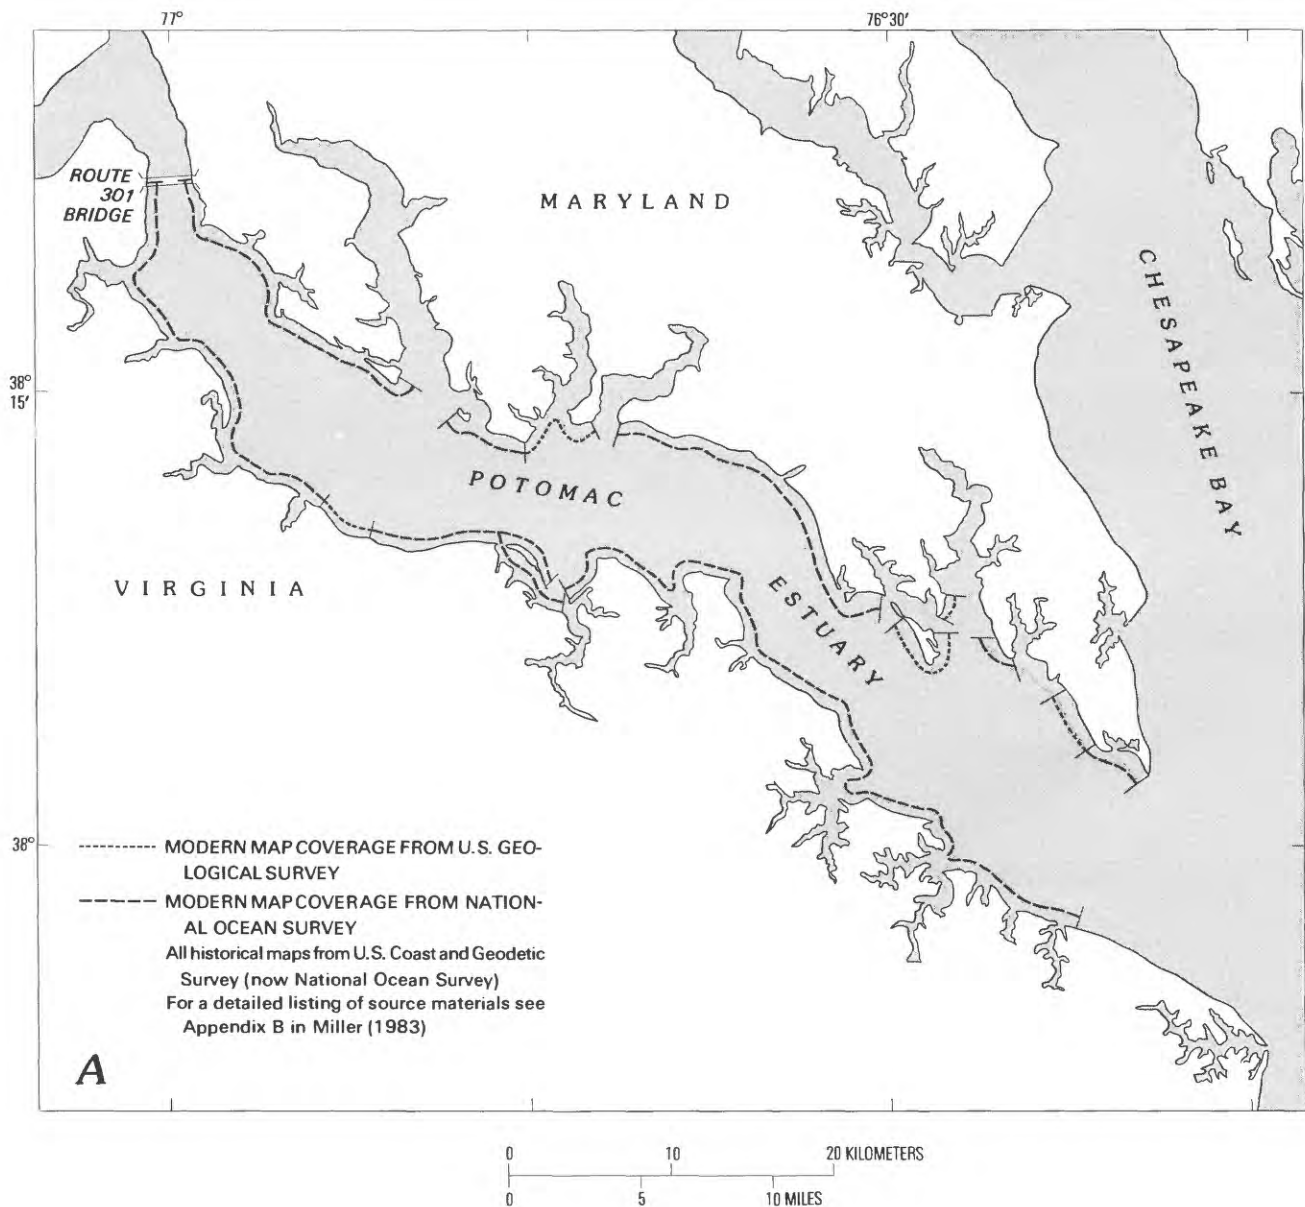 77°
76°30′
ROUTE
301
BRIDGE
MARYLAND
CHESAPEAKE BAY
38°
15′
POTOMAC
ESTUARY
VIRGINIA
38°
MODERN MAP COVERAGE FROM U.S. GEO-
LOGICAL SURVEY
MODERN MAP COVERAGE FROM NATION-
AL OCEAN SURVEY
All historical maps from U.S. Coast and Geodetic
Survey (now National Ocean Survey)
For a detailed listing of source materials see
Appendix B in Miller (1983)
A
0 10 20 KILOMETERS
0 5 10 MILES